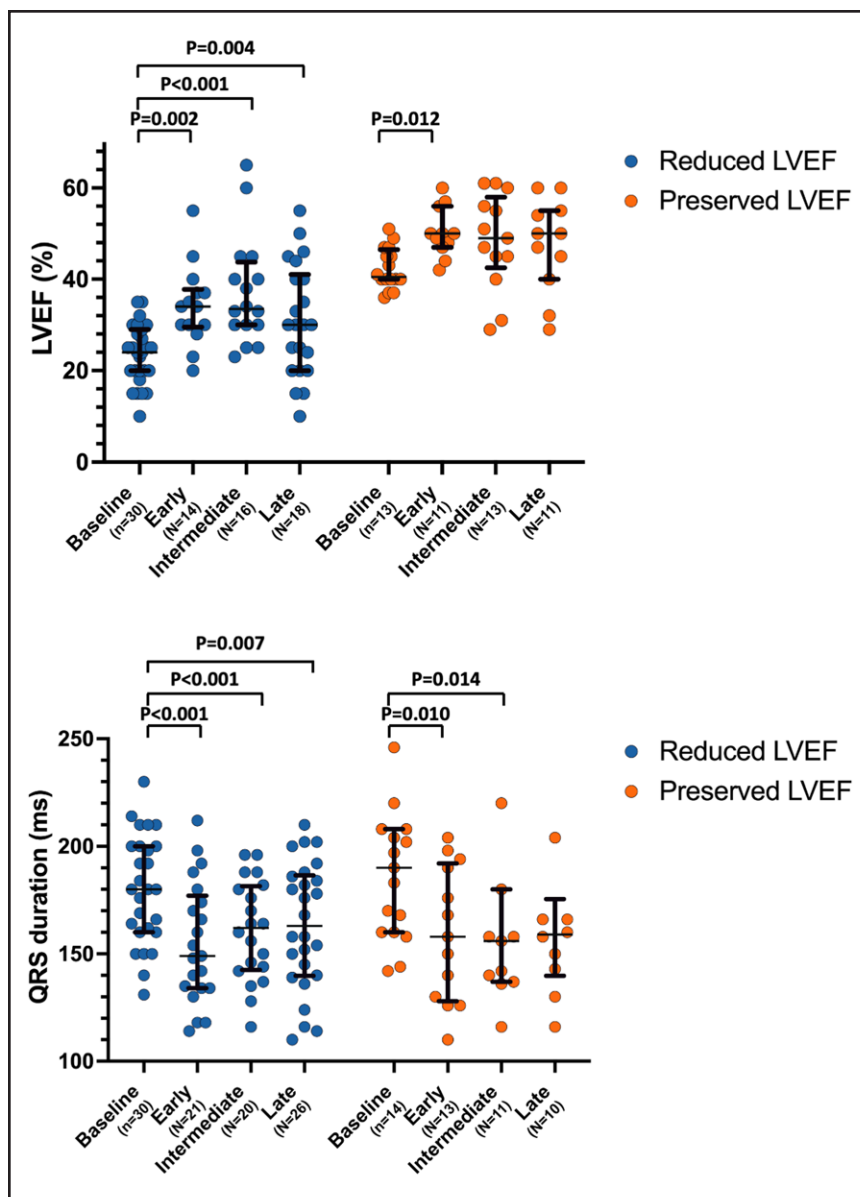 P=0.004
P<0.001
P=0.002
P=0.012
Reduced LVEF
Preserved LVEF
LVEF (%)
60
40
20
0
Baseline
(n=30)
Early
(N=14)
Intermediate
(N=16)
Late
(N=18)
Baseline
(n=13)
Early
(N=11)
Intermediate
(N=13)
Late
(N=11)
P=0.007
P<0.001
P<0.001
P=0.014
P=0.010
Reduced LVEF
Preserved LVEF
QRS duration (ms)
250
200
150
100
Baseline
(n=30)
Early
(N=21)
Intermediate
(N=20)
Late
(N=26)
Baseline
(n=14)
Early
(N=13)
Intermediate
(N=11)
Late
(N=10)